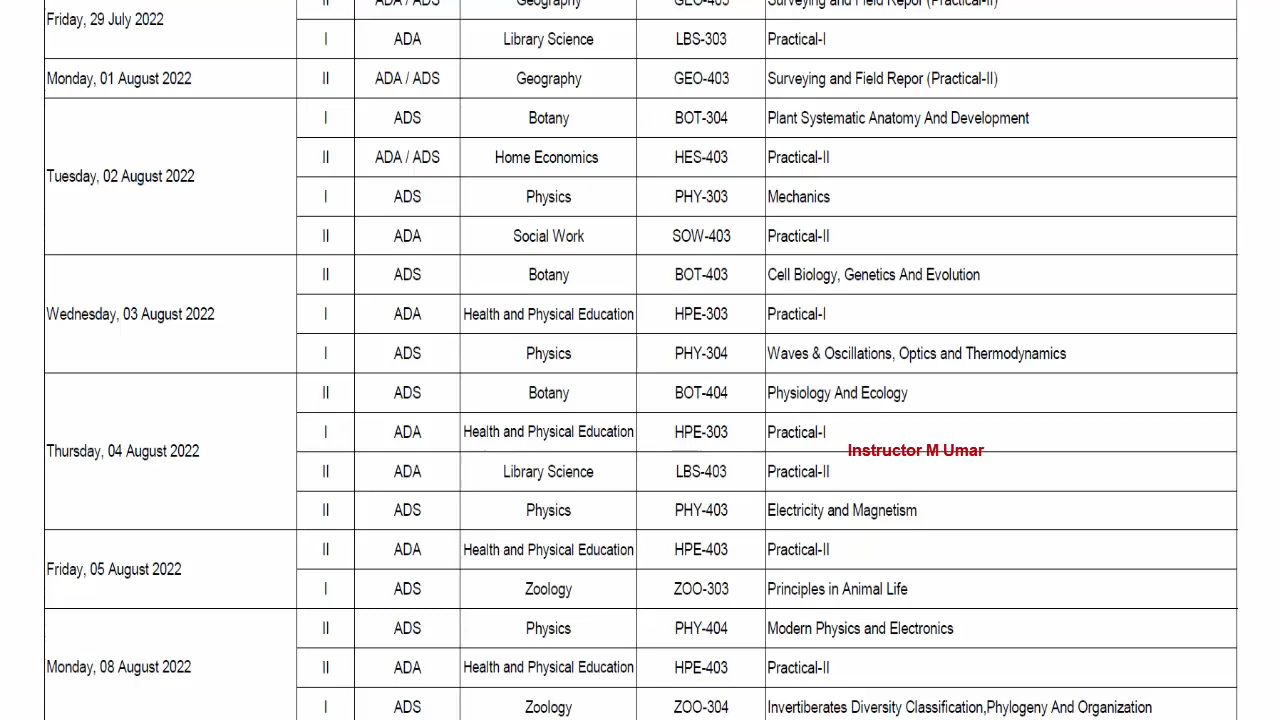 II ADA / ADS Geography GEO-403 Surveying and Field Repor (Practical-II)
Friday, 29 July 2022
I ADA Library Science LBS-303 Practical-I
Monday, 01 August 2022 II ADA / ADS Geography GEO-403 Surveying and Field Repor (Practical-II)
I ADS Botany BOT-304 Plant Systematic Anatomy And Development
II ADA / ADS Home Economics HES-403 Practical-II
Tuesday, 02 August 2022
I ADS Physics PHY-303 Mechanics
II ADA Social Work SOW-403 Practical-II
II ADS Botany BOT-403 Cell Biology, Genetics And Evolution
Wednesday, 03 August 2022 I ADA Health and Physical Education HPE-303 Practical-I
I ADS Physics PHY-304 Waves & Oscillations, Optics and Thermodynamics
II ADS Botany BOT-404 Physiology And Ecology
I ADA Health and Physical Education HPE-303 Practical-I
Thursday, 04 August 2022
Instructor M Umar
II ADA Library Science LBS-403 Practical-II
II ADS Physics PHY-403 Electricity and Magnetism
II ADA Health and Physical Education HPE-403 Practical-II
Friday, 05 August 2022
I ADS Zoology ZOO-303 Principles in Animal Life
II ADS Physics PHY-404 Modern Physics and Electronics
Monday, 08 August 2022 II ADA Health and Physical Education HPE-403 Practical-II
I ADS Zoology ZOO-304 Invertiberates Diversity Classification,Phylogeny And Organization